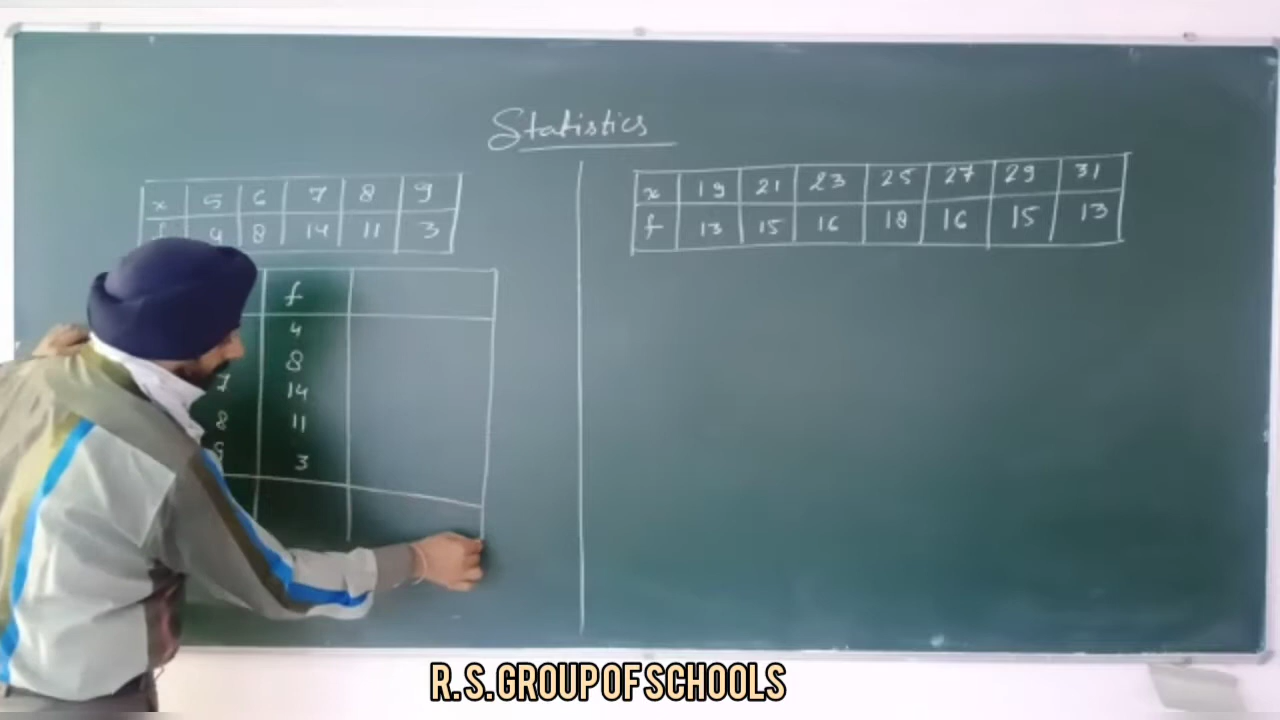 Statistics
x 5 6 7 8 9
f 4 8 14 11 3
f
4
8
7 14
8 11
9 3
x 19 21 23 25 27 29 31
f 13 15 16 18 16 15 13
R.S. GROUP OF SCHOOLS